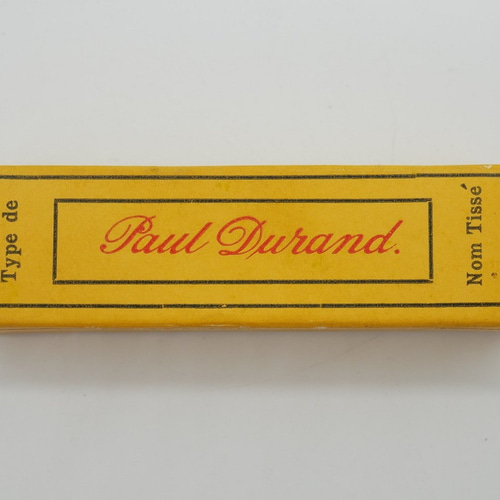 Type de
Paul Durand.
Nom Tissé